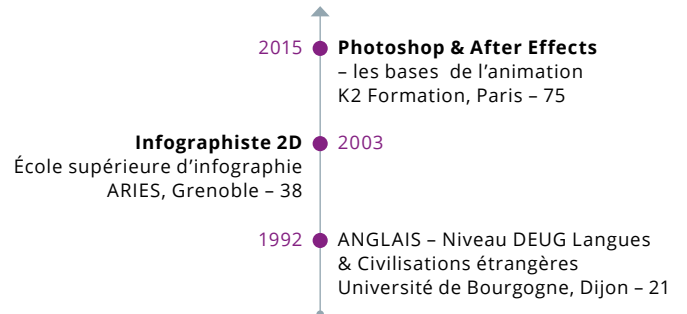 2015
Photoshop & After Effects
– les bases de l’animation
K2 Formation, Paris – 75
Infographiste 2D
2003
École supérieure d’infographie
ARIES, Grenoble – 38
1992
ANGLAIS – Niveau DEUG Langues
& Civilisations étrangères
Université de Bourgogne, Dijon – 21